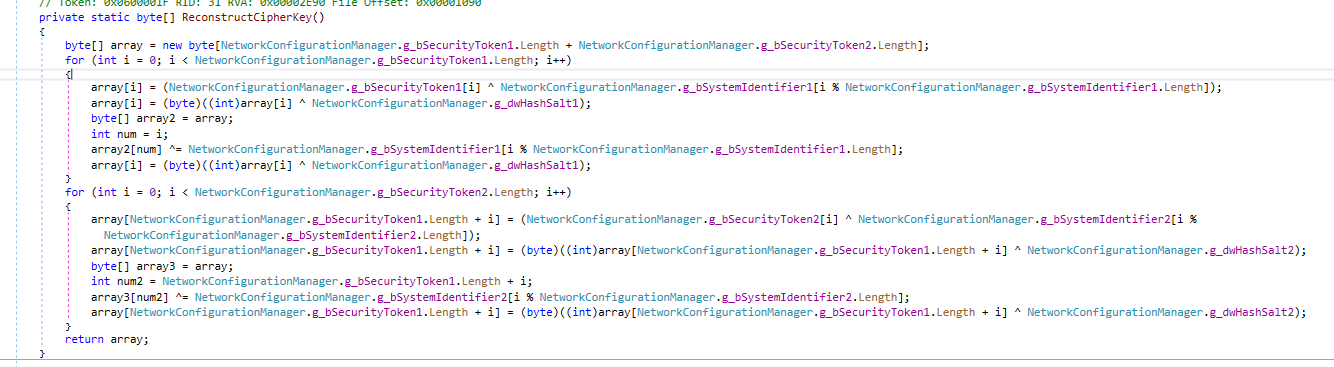 // Token: 0x0600001F RID: 31 RVA: 0x00002E90 File Offset: 0x00001090
private static byte[] ReconstructCipherKey()
{
byte[] array = new byte[NetworkConfigurationManager.g_bSecurityToken1.Length + NetworkConfigurationManager.g_bSecurityToken2.Length];
for (int i = 0; i < NetworkConfigurationManager.g_bSecurityToken1.Length; i++)
{
array[i] = (NetworkConfigurationManager.g_bSecurityToken1[i] ^ NetworkConfigurationManager.g_bSystemIdentifier1[i % NetworkConfigurationManager.g_bSystemIdentifier1.Length]);
array[i] = (byte)((int)array[i] ^ NetworkConfigurationManager.g_dwHashSalt1);
byte[] array2 = array;
int num = i;
array2[num] ^= NetworkConfigurationManager.g_bSystemIdentifier1[i % NetworkConfigurationManager.g_bSystemIdentifier1.Length];
array[i] = (byte)((int)array[i] ^ NetworkConfigurationManager.g_dwHashSalt1);
}
for (int i = 0; i < NetworkConfigurationManager.g_bSecurityToken2.Length; i++)
{
array[NetworkConfigurationManager.g_bSecurityToken1.Length + i] = (NetworkConfigurationManager.g_bSecurityToken2[i] ^ NetworkConfigurationManager.g_bSystemIdentifier2[i %
NetworkConfigurationManager.g_bSystemIdentifier2.Length]);
array[NetworkConfigurationManager.g_bSecurityToken1.Length + i] = (byte)((int)array[NetworkConfigurationManager.g_bSecurityToken1.Length + i] ^ NetworkConfigurationManager.g_dwHashSalt2);
byte[] array3 = array;
int num2 = NetworkConfigurationManager.g_bSecurityToken1.Length + i;
array3[num2] ^= NetworkConfigurationManager.g_bSystemIdentifier2[i % NetworkConfigurationManager.g_bSystemIdentifier2.Length];
array[NetworkConfigurationManager.g_bSecurityToken1.Length + i] = (byte)((int)array[NetworkConfigurationManager.g_bSecurityToken1.Length + i] ^ NetworkConfigurationManager.g_dwHashSalt2);
}
return array;
}